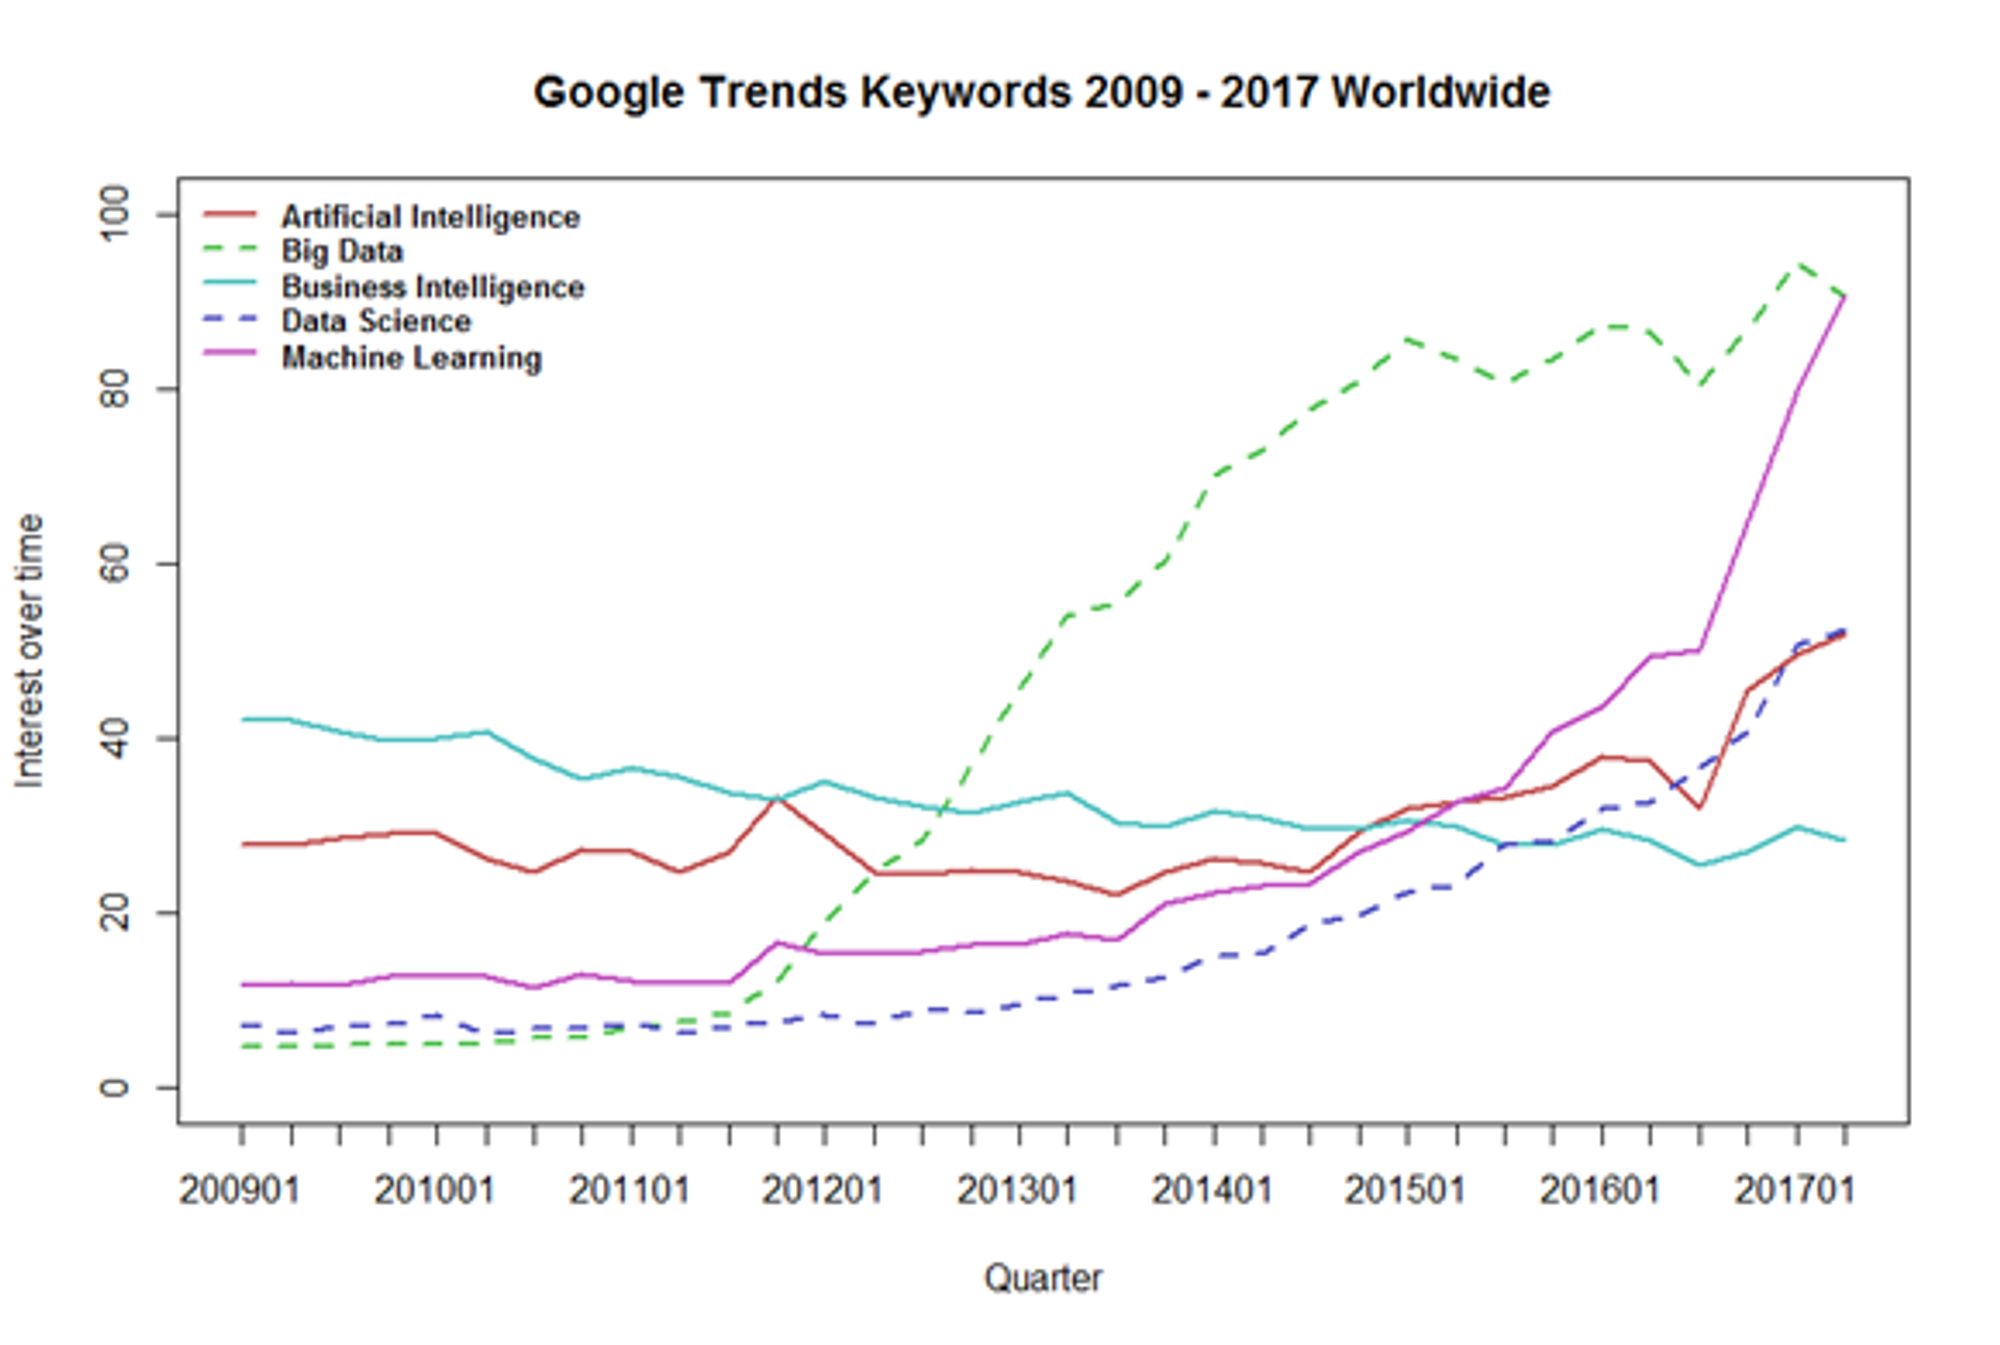 Google Trends Keywords 2009 - 2017 Worldwide
Artificial Intelligence
Big Data
Business Intelligence
Data Science
Machine Learning
100
80
60
40
20
0
Interest over time
200901 201001 201101 201201 201301 201401 201501 201601 201701
Quarter